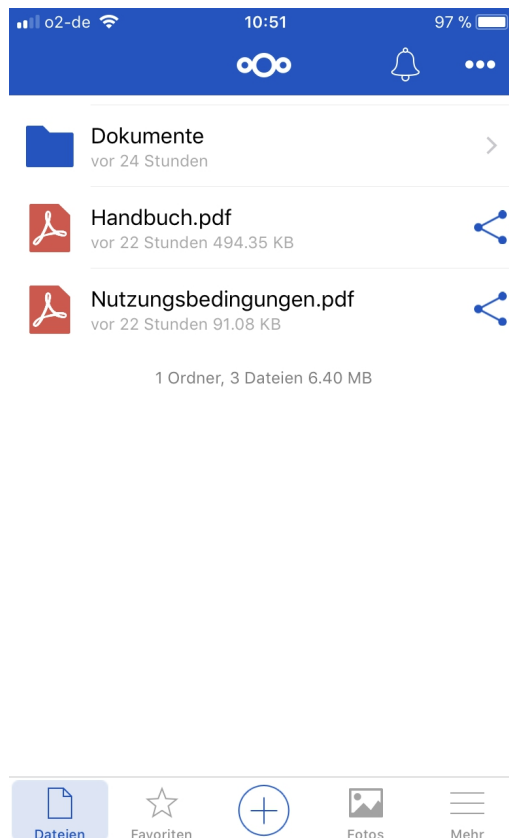 o2-de 10:51 97 %
Dokumente
vor 24 Stunden
Handbuch.pdf
vor 22 Stunden 494.35 KB
Nutzungsbedingungen.pdf
vor 22 Stunden 91.08 KB
1 Ordner, 3 Dateien 6.40 MB
Dateien Favoriten Fotos Mehr